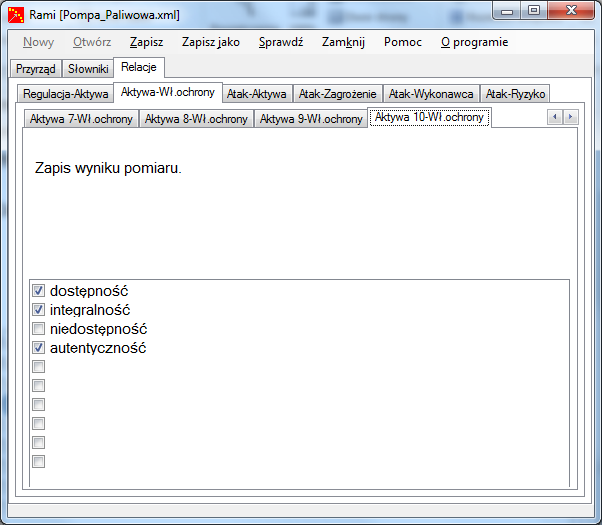 Rami [Pompa_Paliwowa.xml]
Nowy Otwórz Zapisz Zapisz jako Sprawdź Zamknij Pomoc O programie
Przyrząd Słowniki Relacje
Regulacja-Aktywa Aktywa-Wł.ochrony Atak-Aktywa Atak-Zagrożenie Atak-Wykonawca Atak-Ryzyko
Aktywa 7-Wł.ochrony Aktywa 8-Wł.ochrony Aktywa 9-Wł.ochrony Aktywa 10-Wł.ochrony
Zapis wyniku pomiaru.
dostępność
integralność
niedostępność
autentyczność